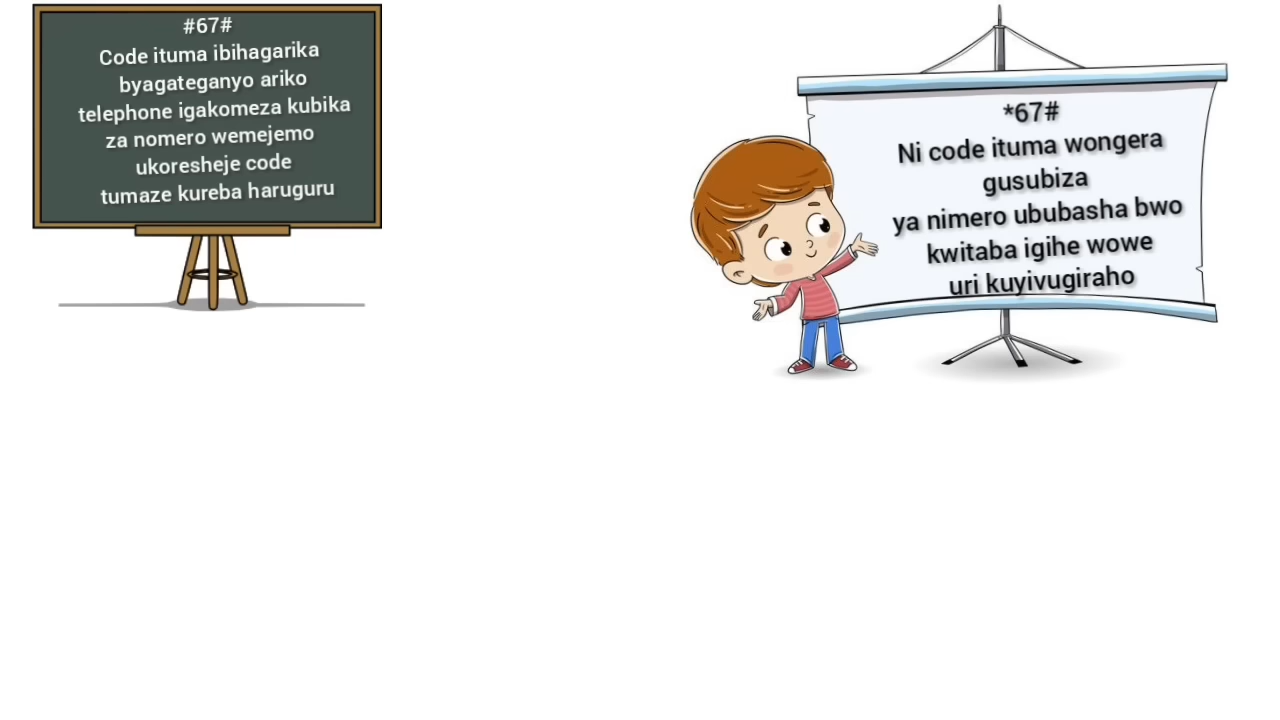 #67#
Code ituma ibihagarika
byagateganyo ariko
telephone igakomeza kubika
za nomero wemejemo
ukoresheje code
tumaze kureba haruguru
*67#
Ni code ituma wongera
gusubiza
ya nimero ububasha bwo
kwitaba igihe wowe
uri kuyivugiraho